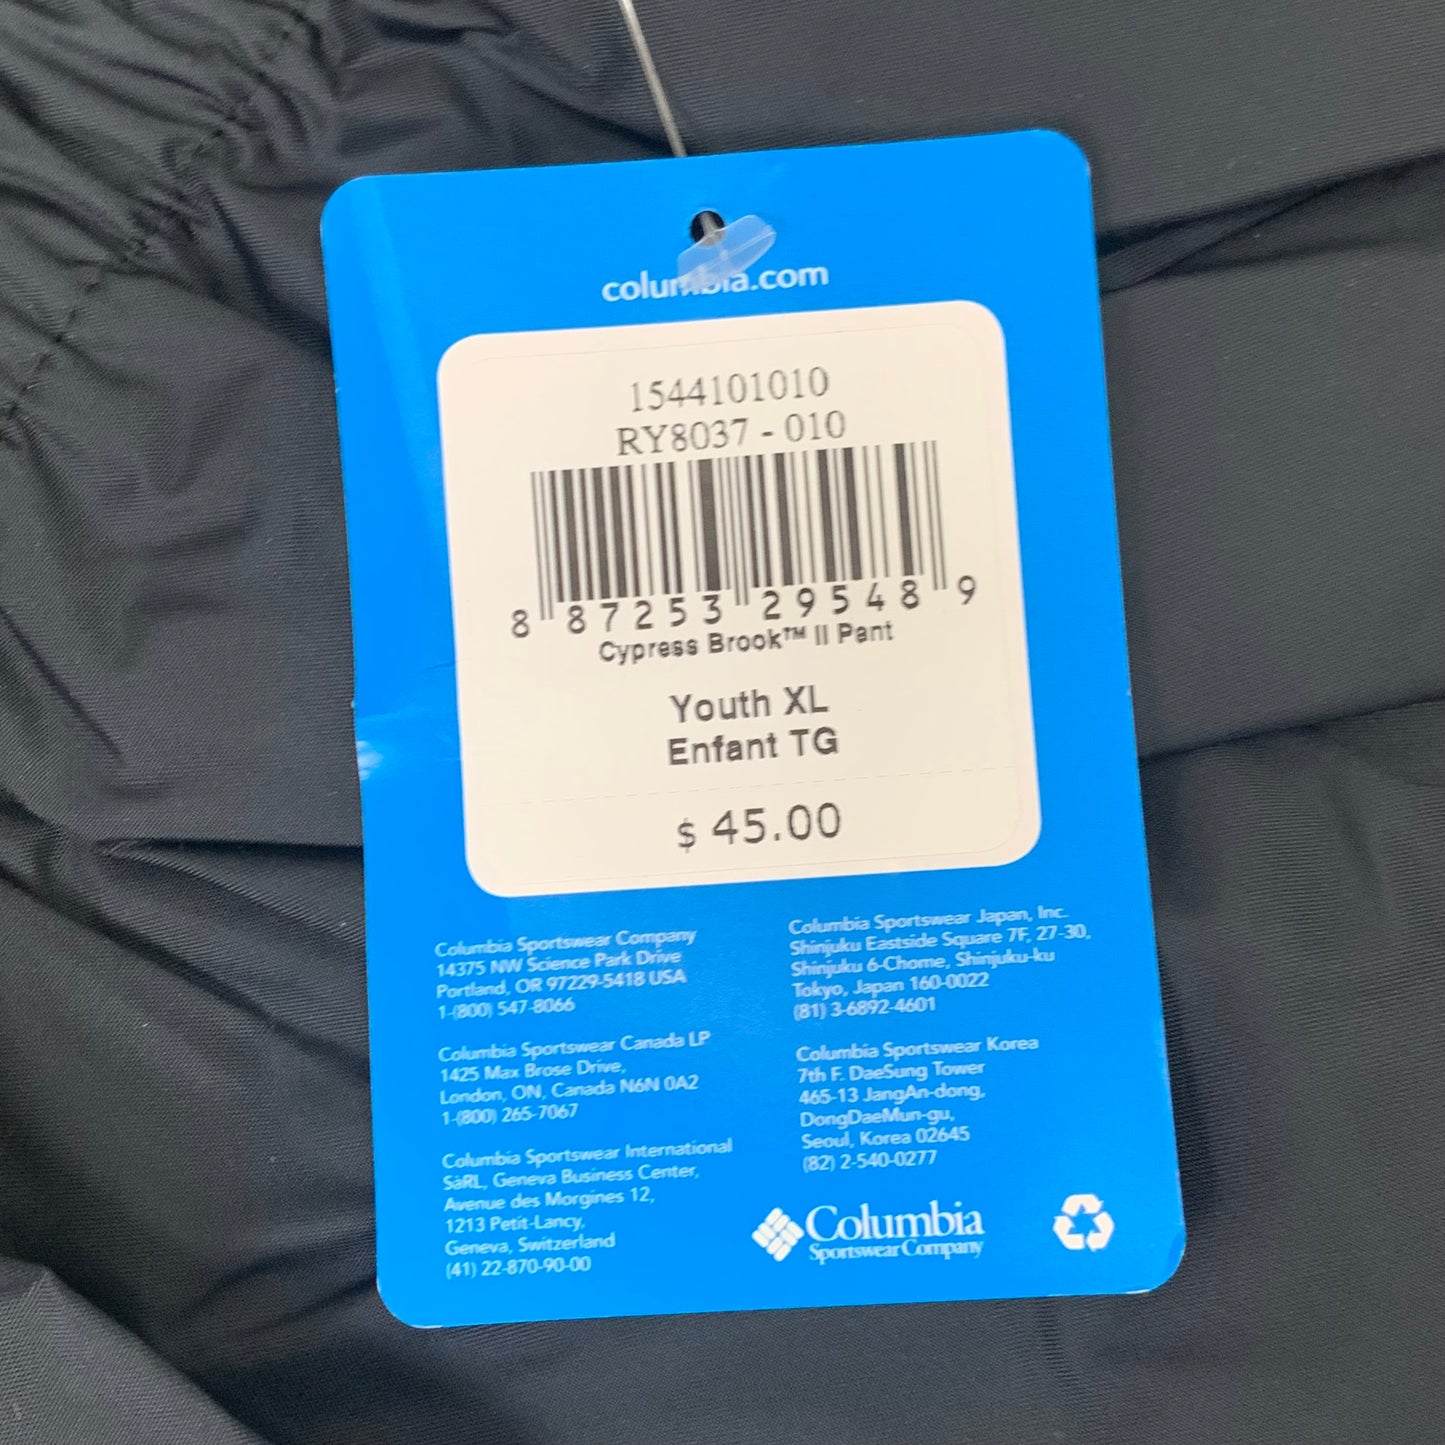 columbia.com
1544101010
RY8037 - 010
8 87253 29548 9
Cypress Brook™ II Pant
Youth XL
Enfant TG
$ 45.00
Columbia Sportswear Company
14375 NW Science Park Drive
Portland, OR 97229-5418 USA
1-(800) 547-8066
Columbia Sportswear Canada LP
1425 Max Brose Drive,
London, ON, Canada N6N 0A2
1-(800) 265-7067
Columbia Sportswear International
SàRL, Geneva Business Center,
Avenue des Morgines 12,
1213 Petit-Lancy,
Geneva, Switzerland
(41) 22-870-90-00
Columbia Sportswear Japan, Inc.
Shinjuku Eastside Square 7F, 27-30,
Shinjuku 6-Chome, Shinjuku-ku
Tokyo, Japan 160-0022
(81) 3-6892-4601
Columbia Sportswear Korea
7th F. DaeSung Tower
465-13 JangAn-dong,
DongDaeMun-gu,
Seoul, Korea 02645
(82) 2-540-0277
Columbia
Sportswear Company